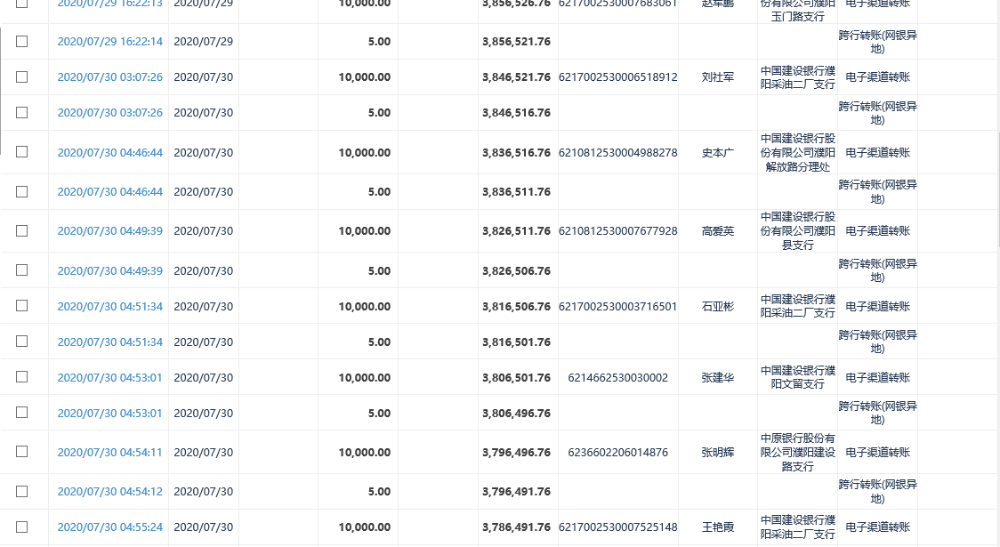 2020/07/29 16:22:13 2020/07/29 10,000.00 3,856,526.76 6217002530007683061 赵军鹏 份有限公司濮阳 电子渠道转账
玉门路支行
2020/07/29 16:22:14 2020/07/29 5.00 3,856,521.76 跨行转账(网银异
地)
2020/07/30 03:07:26 2020/07/30 10,000.00 3,846,521.76 6217002530006518912 刘社军 中国建设银行濮
阳采油二厂支行 电子渠道转账
2020/07/30 03:07:26 2020/07/30 5.00 3,846,516.76 跨行转账(网银异
地)
2020/07/30 04:46:44 2020/07/30 10,000.00 3,836,516.76 6210812530004988278 史本广 中国建设银行股
份有限公司濮阳 电子渠道转账
解放路分理处
2020/07/30 04:46:44 2020/07/30 5.00 3,836,511.76 跨行转账(网银异
地)
2020/07/30 04:49:39 2020/07/30 10,000.00 3,826,511.76 6210812530007677928 高爱英 中国建设银行股
份有限公司濮阳 电子渠道转账
县支行
2020/07/30 04:49:39 2020/07/30 5.00 3,826,506.76 跨行转账(网银异
地)
2020/07/30 04:51:34 2020/07/30 10,000.00 3,816,506.76 6217002530003716501 石亚彬 中国建设银行濮
阳采油二厂支行 电子渠道转账
2020/07/30 04:51:34 2020/07/30 5.00 3,816,501.76 跨行转账(网银异
地)
2020/07/30 04:53:01 2020/07/30 10,000.00 3,806,501.76 6214662530030002 张建华 中国建设银行濮
阳文留支行 电子渠道转账
2020/07/30 04:53:01 2020/07/30 5.00 3,806,496.76 跨行转账(网银异
地)
2020/07/30 04:54:11 2020/07/30 10,000.00 3,796,496.76 6236602206014876 张明辉 中原银行股份有
限公司濮阳建设 电子渠道转账
路支行
2020/07/30 04:54:12 2020/07/30 5.00 3,796,491.76 跨行转账(网银异
地)
2020/07/30 04:55:24 2020/07/30 10,000.00 3,786,491.76 6217002530007525148 王艳霞 中国建设银行濮
阳采油二厂支行 电子渠道转账